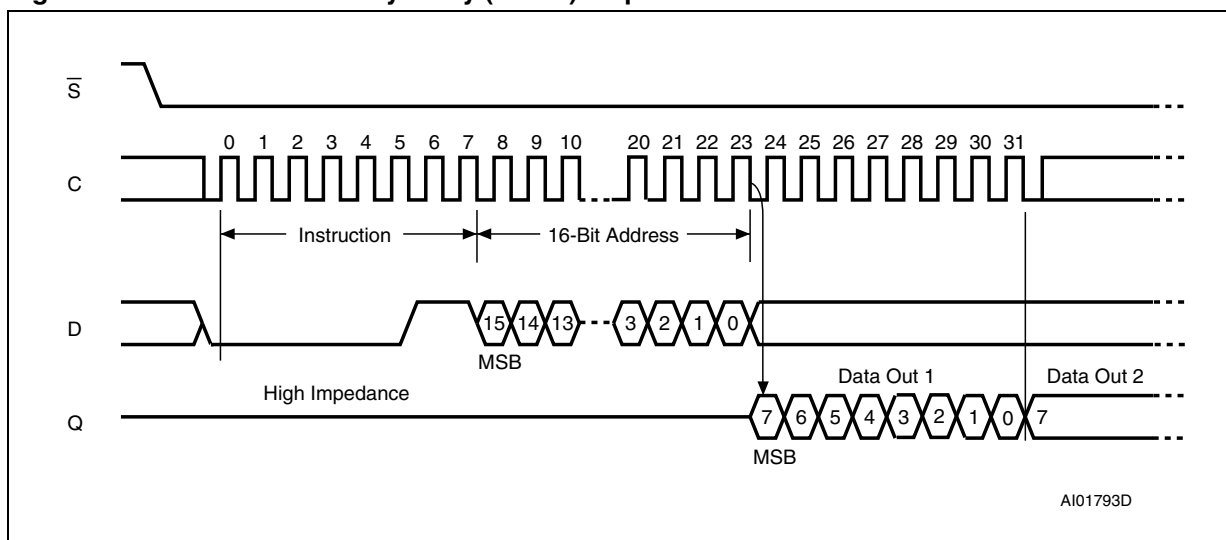 S
0 1 2 3 4 5 6 7 8 9 10 20 21 22 23 24 25 26 27 28 29 30 31
C
Instruction 16-Bit Address
D 15 14 13 3 2 1 0
MSB
High Impedance Data Out 1 Data Out 2
Q 7 6 5 4 3 2 1 0 7
MSB
AI01793D